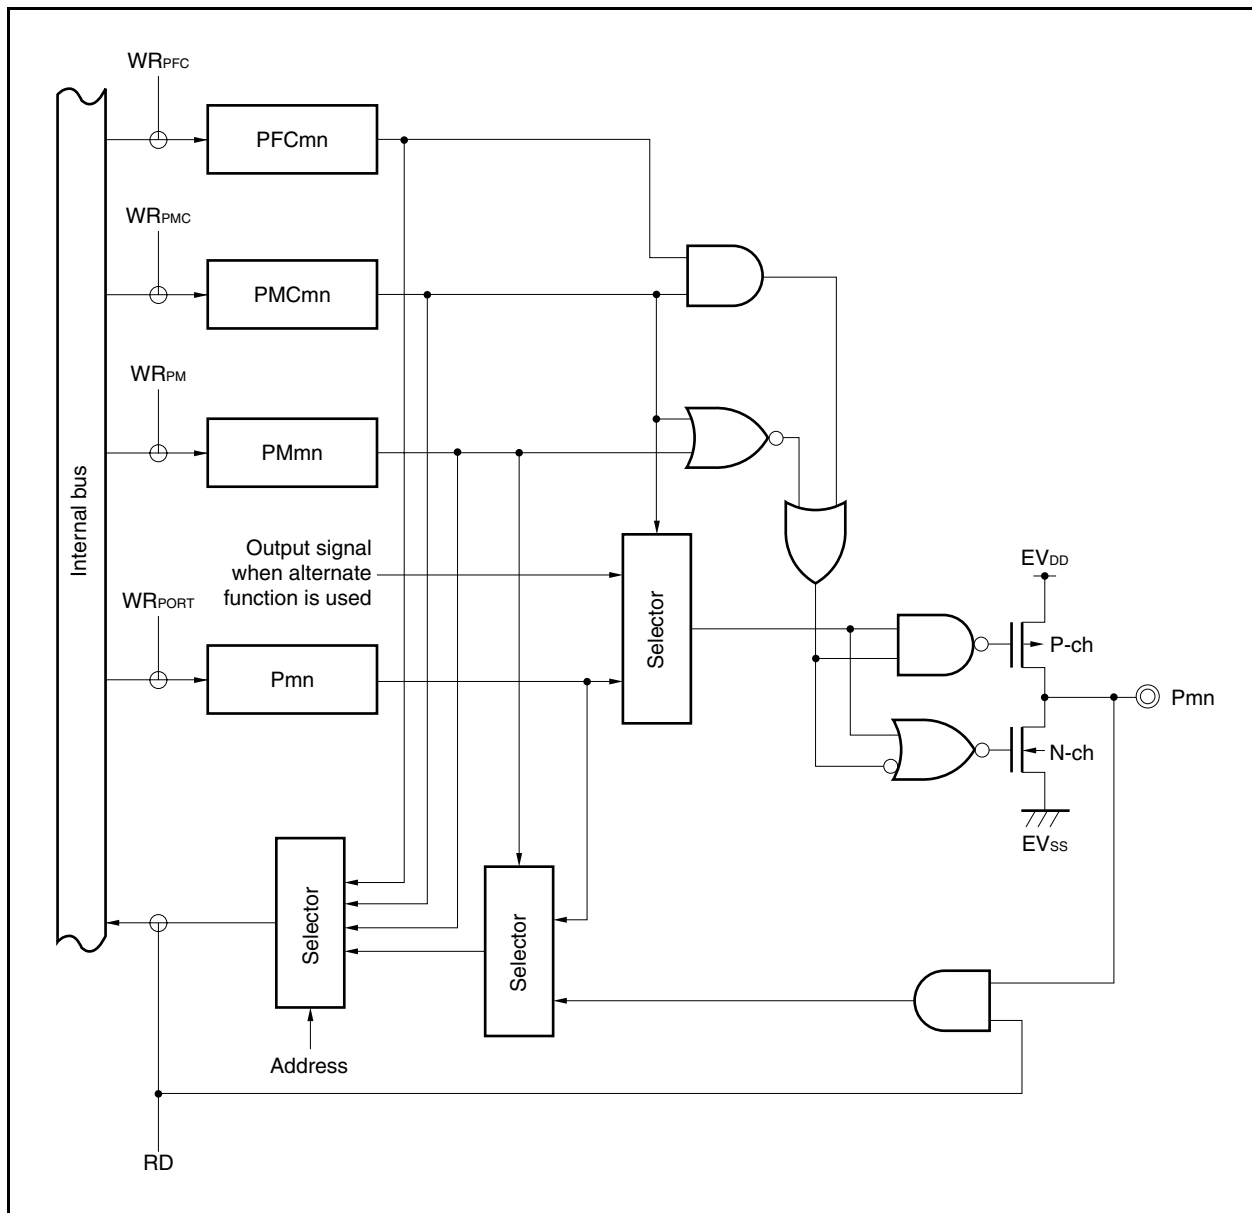 WRPFC
PFCmn
WRPMC
PMCmn
WRPM
PMmn
Internal bus
Output signal
when alternate
function is used
WRPORT
Pmn
Selector
EVDD
P-ch
Pmn
N-ch
EVSS
Selector
Selector
Address
RD